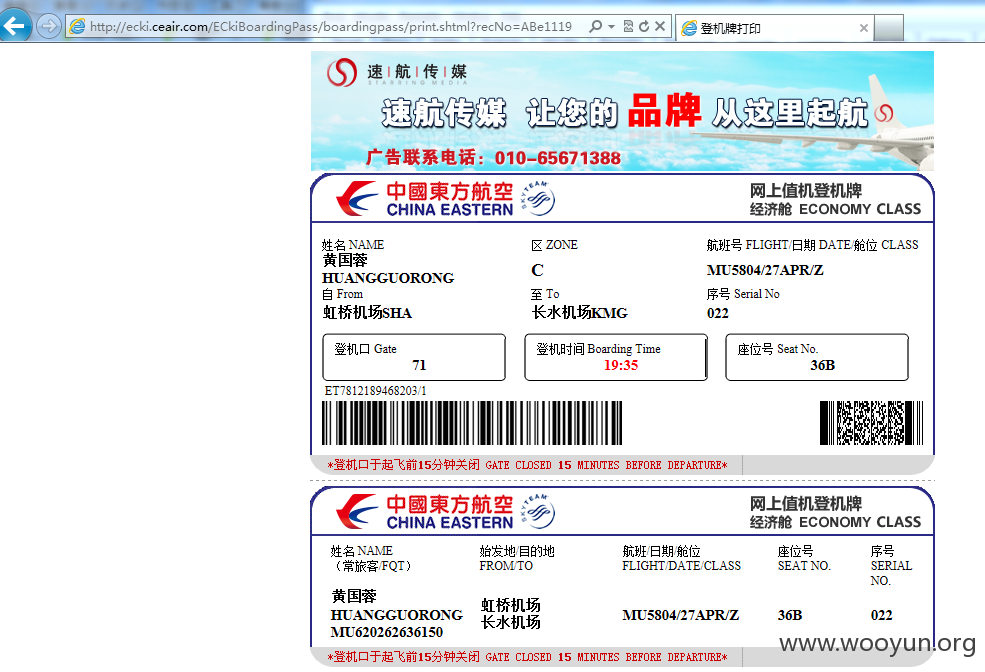 http://ecki.ceair.com/ECkiBoardingPass/boardingpass/print.shtml?recNo=ABe1119
登机牌打印
速|航|传|媒
STARRING MEDIA
速航传媒 让您的 品牌 从这里起航
广告联系电话：010-65671388
中國東方航空
CHINA EASTERN
SKYTEAM
网上值机登机牌
经济舱 ECONOMY CLASS
姓名 NAME
区 ZONE
航班号 FLIGHT/日期 DATE/舱位 CLASS
黄国蓉
HUANGGUORONG
C
MU5804/27APR/Z
自 From
至 To
序号 Serial No
虹桥机场SHA
长水机场KMG
022
登机口 Gate
71
登机时间 Boarding Time
19:35
座位号 Seat No.
36B
ET7812189468203/1
*登机口于起飞前15分钟关闭 GATE CLOSED 15 MINUTES BEFORE DEPARTURE*
中國東方航空
CHINA EASTERN
SKYTEAM
网上值机登机牌
经济舱 ECONOMY CLASS
姓名 NAME
（常旅客/FQT）
始发地/目的地
FROM/TO
航班/日期/舱位
FLIGHT/DATE/CLASS
座位号
SEAT NO.
序号
SERIAL
NO.
黄国蓉
HUANGGUORONG
MU620262636150
虹桥机场
长水机场
MU5804/27APR/Z
36B
022
www.wooyun.org
*登机口于起飞前15分钟关闭 GATE CLOSED 15 MINUTES BEFORE DEPARTURE*